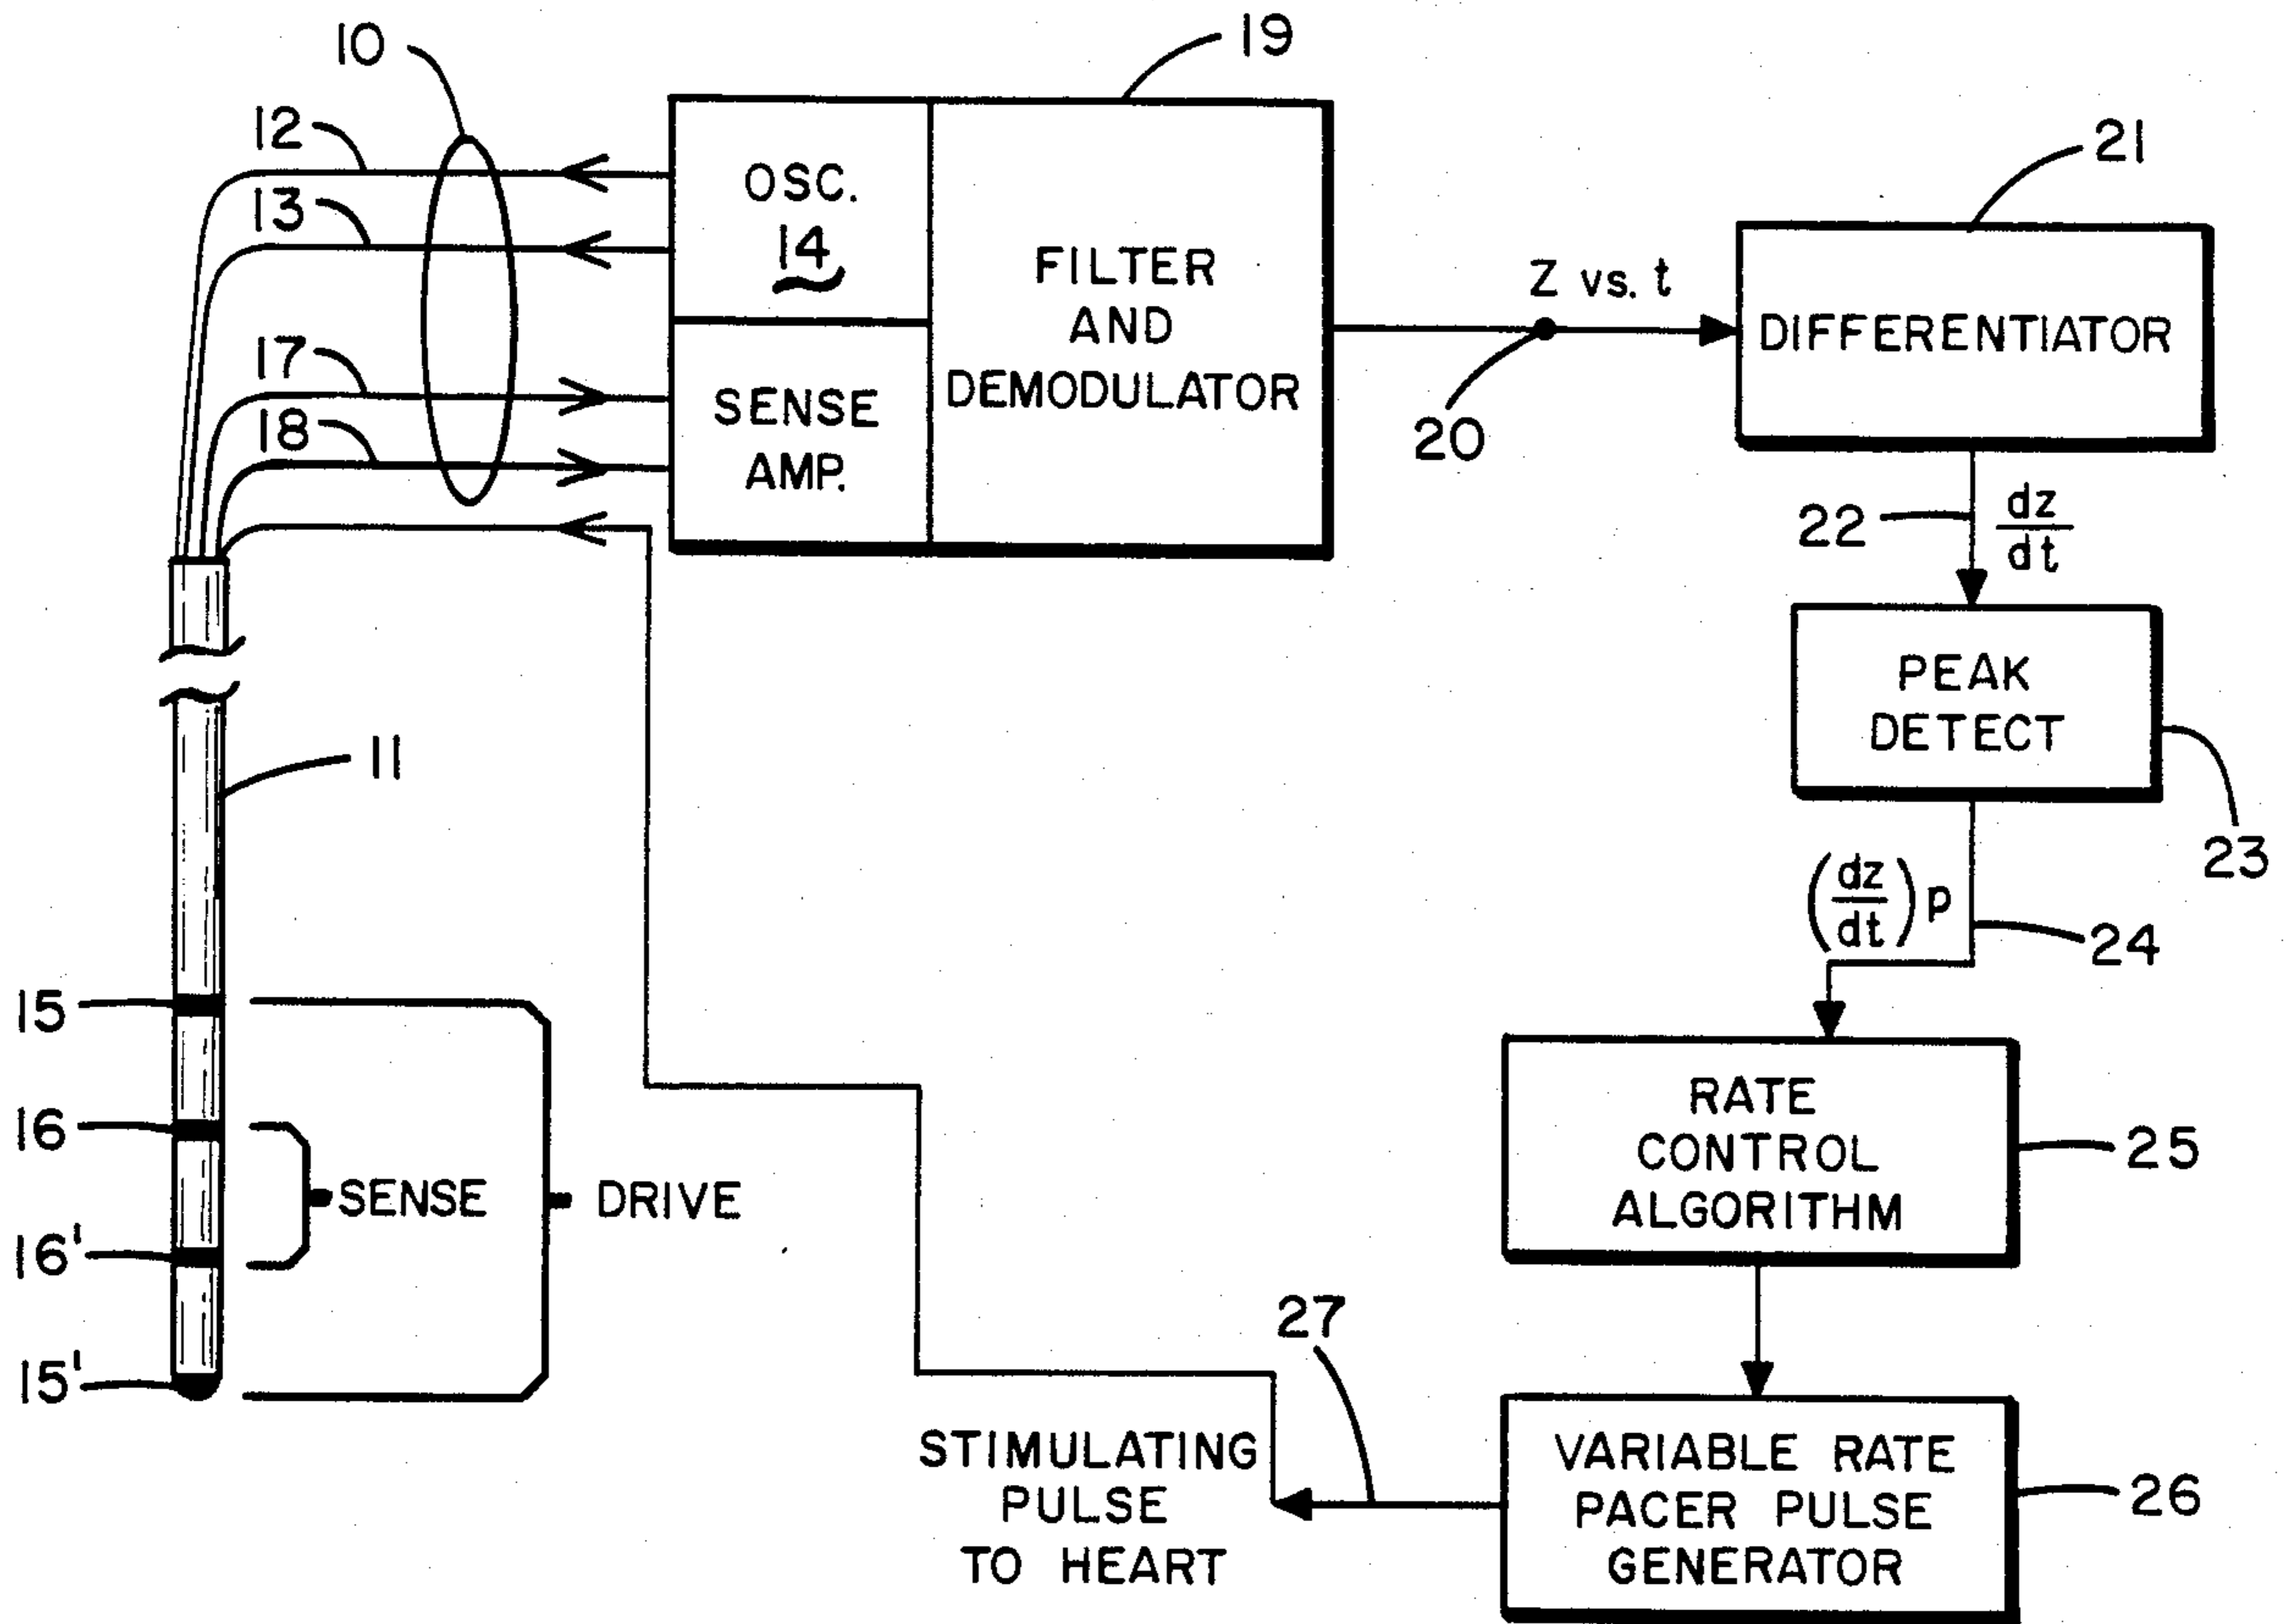 10
19
12
13
17
18
OSC.
14
SENSE
AMP.
FILTER
AND
DEMODULATOR
Z vs. t
20
21
DIFFERENTIATOR
22
dz
dt
PEAK
DETECT
23
(dz
dt)p
24
11
15
16
16'
15'
SENSE
DRIVE
RATE
CONTROL
ALGORITHM
25
27
STIMULATING
PULSE
TO HEART
VARIABLE RATE
PACER PULSE
GENERATOR
26